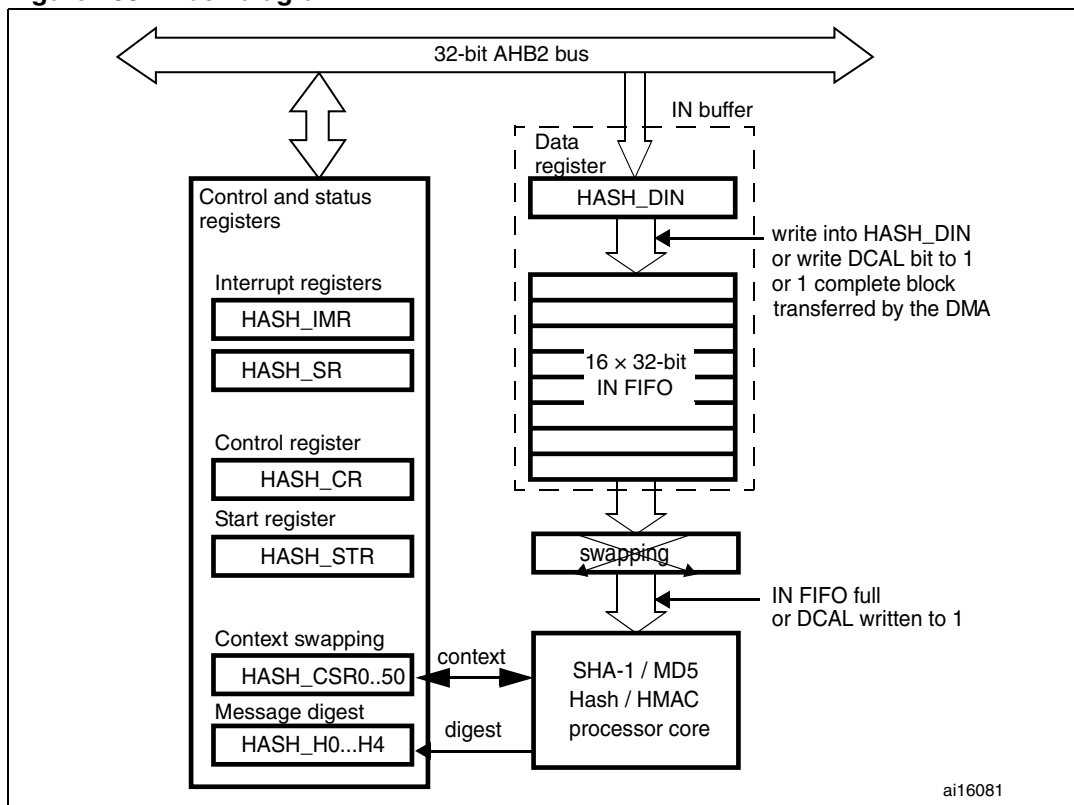 32-bit AHB2 bus
IN buffer
Data
register
HASH_DIN
write into HASH_DIN
or write DCAL bit to 1
or 1 complete block
transferred by the DMA
16 × 32-bit
IN FIFO
swapping
IN FIFO full
or DCAL written to 1
Control and status
registers
Interrupt registers
HASH_IMR
HASH_SR
Control register
HASH_CR
Start register
HASH_STR
Context swapping
HASH_CSR0..50
Message digest
HASH_H0...H4
context
digest
SHA-1 / MD5
Hash / HMAC
processor core
ai16081